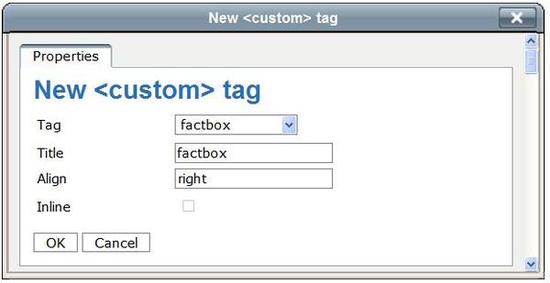 New <custom> tag
Properties
New <custom> tag
Tag factbox
Title factbox
Align right
Inline
OK Cancel